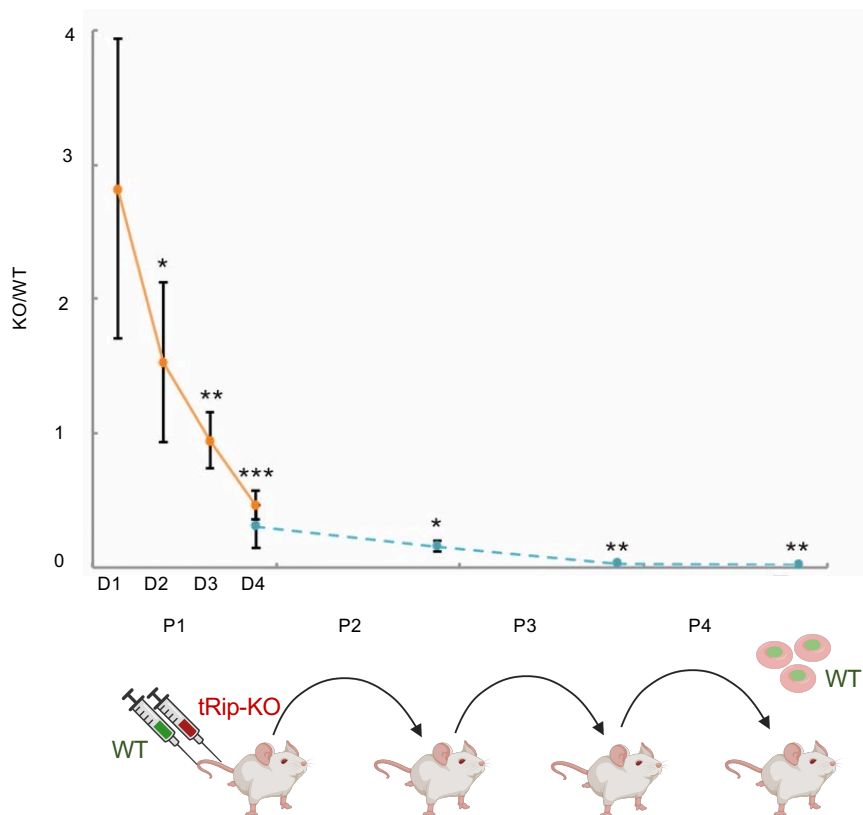 4
3
2
1
0
KO/WT
*
**
***
*
**
**
D1 D2 D3 D4
P1 P2 P3 P4
tRip-KO
WT
WT